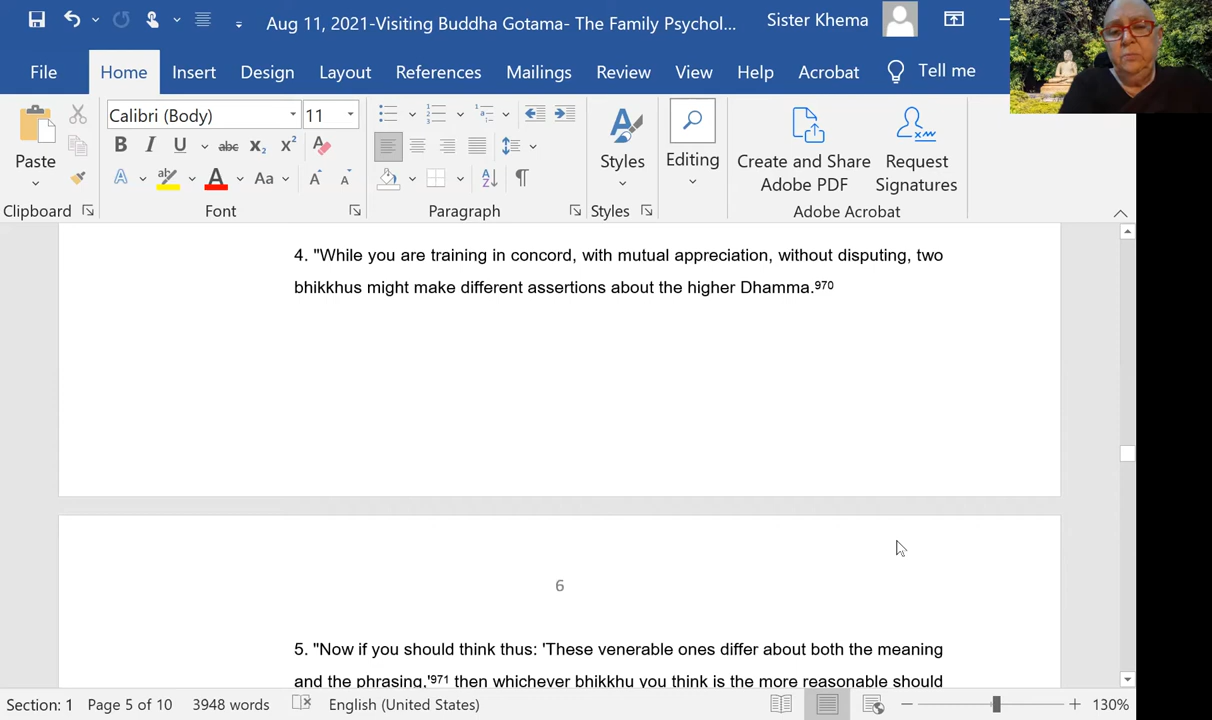 Aug 11, 2021-Visiting Buddha Gotama- The Family Psychol...
Sister Khema
File
Home
Insert
Design
Layout
References
Mailings
Review
View
Help
Acrobat
Tell me
Paste
Calibri (Body)
11
Styles
Editing
Create and Share
Adobe PDF
Request
Signatures
Clipboard
Font
Paragraph
Styles
Adobe Acrobat
4. "While you are training in concord, with mutual appreciation, without disputing, two
bhikkhus might make different assertions about the higher Dhamma.970
6
5. "Now if you should think thus: 'These venerable ones differ about both the meaning
and the phrasing,'971 then whichever bhikkhu you think is the more reasonable should
Section: 1 Page 5 of 10 3948 words English (United States) 130%